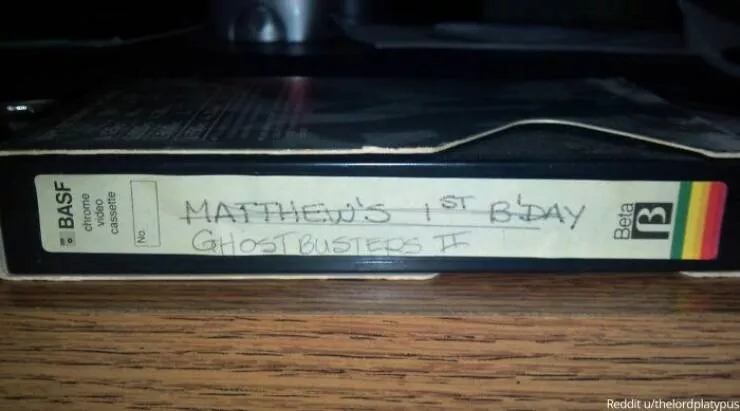 BASF
chrome
video
cassette
No.
MATTHEW'S 1ST B'DAY
GHOSTBUSTERS II
Beta
β
Reddit u/thelordplatypus